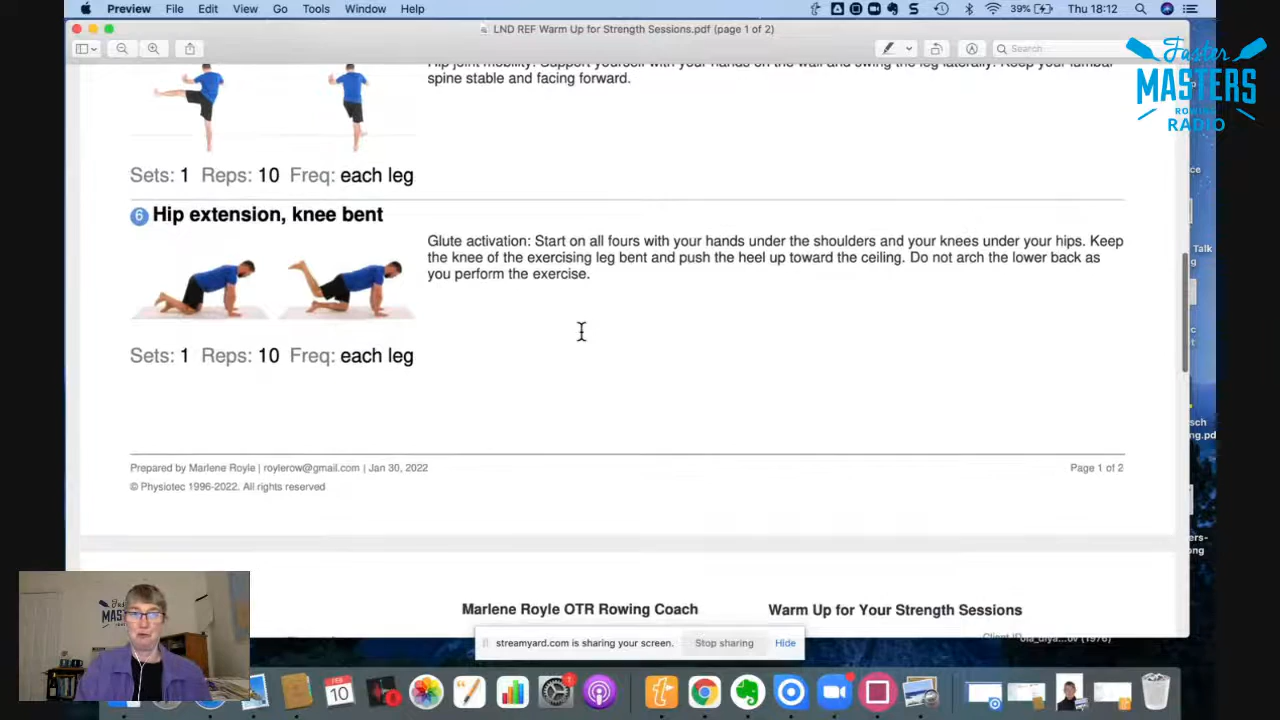 Preview File Edit View Go Tools Window Help
39% Thu 18:12
LND REF Warm Up for Strength Sessions.pdf (page 1 of 2)
Search
Faster
MASTERS
ROWING
RADIO
spine stable and facing forward.
Sets: 1 Reps: 10 Freq: each leg
6 Hip extension, knee bent
Glute activation: Start on all fours with your hands under the shoulders and your knees under your hips. Keep
the knee of the exercising leg bent and push the heel up toward the ceiling. Do not arch the lower back as
you perform the exercise.
Sets: 1 Reps: 10 Freq: each leg
Talk
Prepared by Marlene Royle | roylerow@gmail.com | Jan 30, 2022
Page 1 of 2
© Physiotec 1996-2022. All rights reserved
Marlene Royle OTR Rowing Coach
Warm Up for Your Strength Sessions
streamyard.com is sharing your screen. Stop sharing Hide
FEB
10